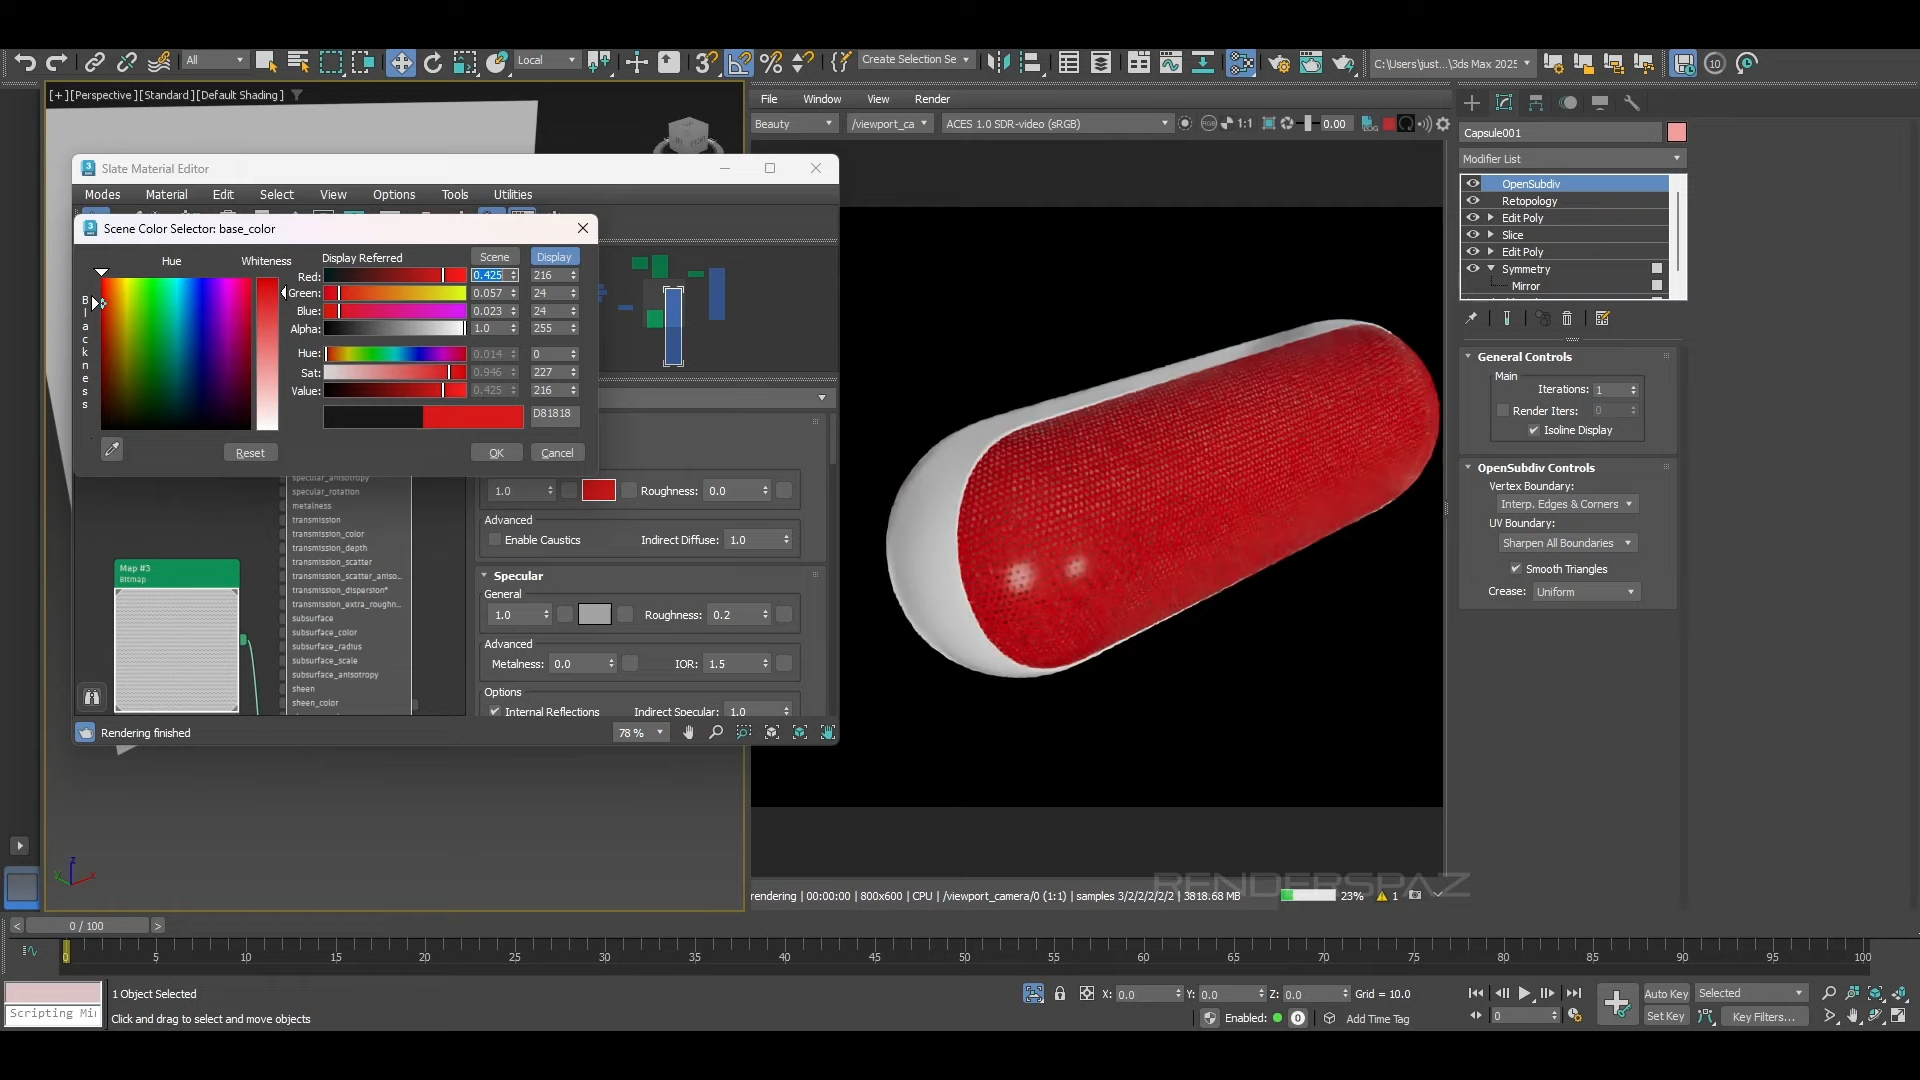 All
Local
Create Selection Se
C:\Users\just...\3ds Max 2025
[+][Perspective][Standard][Default Shading]
File Window View Render
Beauty /viewport_ca ACES 1.0 SDR-video (sRGB) 1:1 0.00
Slate Material Editor
Modes Material Edit Select View Options Tools Utilities
Scene Color Selector: base_color
Hue Whiteness Display Referred Scene Display
Blackness
Red: 0.425 216
Green: 0.057 24
Blue: 0.023 24
Alpha: 1.0 255
Hue: 0.014 0
Sat: 0.946 227
Value: 0.425 216
D81818
Reset OK Cancel
specular_anisotropy
specular_rotation
metalness
transmission
transmission_color
transmission_depth
transmission_scatter
transmission_scatter_aniso...
transmission_dispersion*
transmission_extra_roughn...
subsurface
subsurface_color
subsurface_radius
subsurface_scale
subsurface_anisotropy
sheen
sheen_color
Map #3
Bitmap
1.0 Roughness: 0.0
Advanced
Enable Caustics Indirect Diffuse: 1.0
Specular
General
1.0 Roughness: 0.2
Advanced
Metalness: 0.0 IOR: 1.5
Options
Internal Reflections Indirect Specular: 1.0
Rendering finished 78 %
Capsule001
Modifier List
OpenSubdiv
Retopology
Edit Poly
Slice
Edit Poly
Symmetry
Mirror
General Controls
Main
Iterations: 1
Render Iters: 0
Isoline Display
OpenSubdiv Controls
Vertex Boundary:
Interp. Edges & Corners
UV Boundary:
Sharpen All Boundaries
Smooth Triangles
Crease: Uniform
RENDERSPAZ
rendering | 00:00:00 | 800x600 | CPU | /viewport_camera/0 (1:1) | samples 3/2/2/2/2/2 | 3818.68 MB 23% 1
0 / 100
0 5 10 15 20 25 30 35 40 45 50 55 60 65 70 75 80 85 90 95 100
1 Object Selected
X: 0.0 Y: 0.0 Z: 0.0 Grid = 10.0
Auto Key Selected
Scripting Mi
Click and drag to select and move objects
Enabled: 0 Add Time Tag
0
Set Key Key Filters...